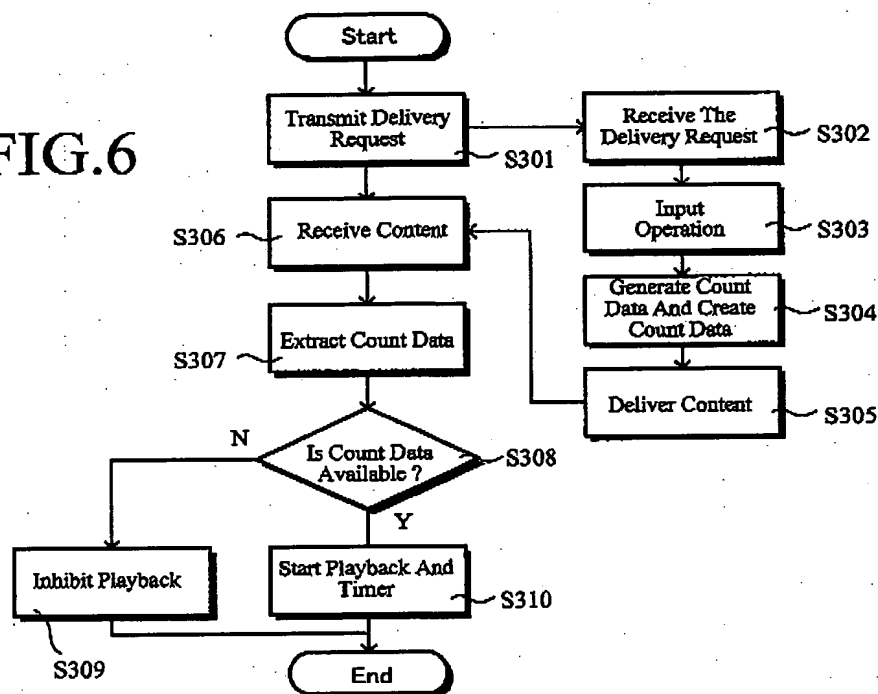 FIG.6
Start
Transmit Delivery
Request
S301
Receive The
Delivery Request
S302
Input
Operation
S303
Generate Count
Data And Create
Count Data
S304
Deliver Content
S305
S306
Receive Content
Extract Count Data
S307
Is Count Data
Available ?
S308
N
Y
Inhibit Playback
S309
Start Playback And
Timer
S310
End